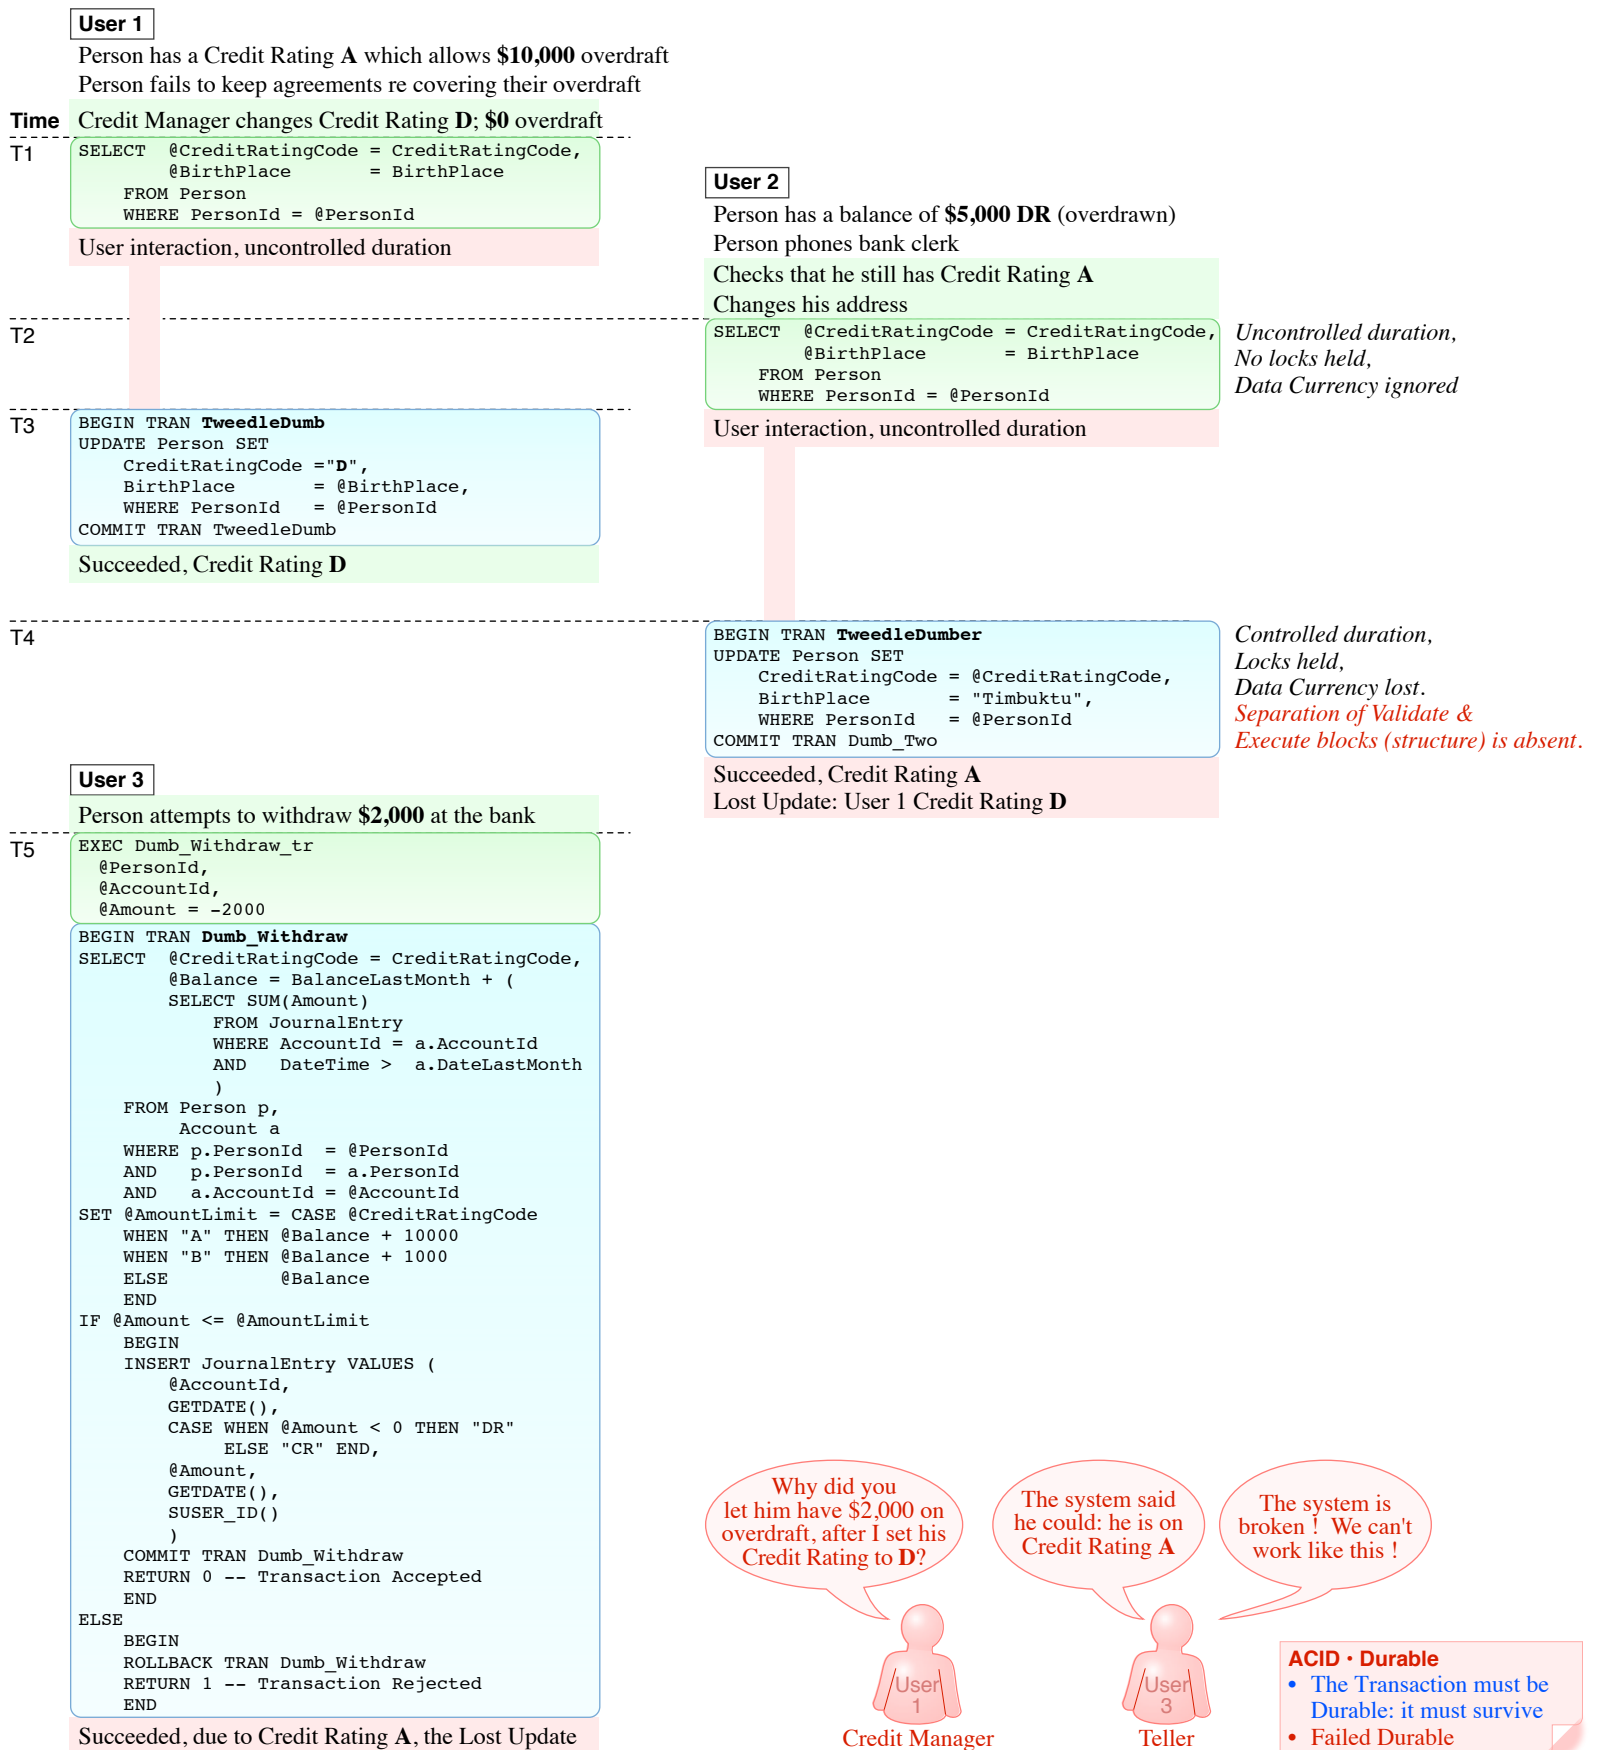 User 1
Person has a Credit Rating A which allows $10,000 overdraft
Person fails to keep agreements re covering their overdraft
Time Credit Manager changes Credit Rating D; $0 overdraft
T1
SELECT  @CreditRatingCode = CreditRatingCode,
        @BirthPlace       = BirthPlace
    FROM Person
    WHERE PersonId = @PersonId
User interaction, uncontrolled duration
User 2
Person has a balance of $5,000 DR (overdrawn)
Person phones bank clerk
Checks that he still has Credit Rating A
Changes his address
T2
SELECT  @CreditRatingCode = CreditRatingCode,
        @BirthPlace       = BirthPlace
    FROM Person
    WHERE PersonId = @PersonId
User interaction, uncontrolled duration
Uncontrolled duration,
No locks held,
Data Currency ignored
T3
BEGIN TRAN TweedleDumb
UPDATE Person SET
    CreditRatingCode ="D",
    BirthPlace       = @BirthPlace,
    WHERE PersonId   = @PersonId
COMMIT TRAN TweedleDumb
Succeeded, Credit Rating D
T4
BEGIN TRAN TweedleDumber
UPDATE Person SET
    CreditRatingCode = @CreditRatingCode,
    BirthPlace       = "Timbuktu",
    WHERE PersonId   = @PersonId
COMMIT TRAN Dumb_Two
Succeeded, Credit Rating A
Lost Update: User 1 Credit Rating D
Controlled duration,
Locks held,
Data Currency lost.
Separation of Validate &
Execute blocks (structure) is absent.
User 3
Person attempts to withdraw $2,000 at the bank
T5
EXEC Dumb_Withdraw_tr
  @PersonId,
  @AccountId,
  @Amount = -2000
BEGIN TRAN Dumb_Withdraw
SELECT  @CreditRatingCode = CreditRatingCode,
        @Balance = BalanceLastMonth + (
        SELECT SUM(Amount)
            FROM JournalEntry
            WHERE AccountId = a.AccountId
            AND   DateTime >  a.DateLastMonth
            )
    FROM Person p,
         Account a
    WHERE p.PersonId  = @PersonId
    AND   p.PersonId  = a.PersonId
    AND   a.AccountId = @AccountId
SET @AmountLimit = CASE @CreditRatingCode
    WHEN "A" THEN @Balance + 10000
    WHEN "B" THEN @Balance + 1000
    ELSE          @Balance
    END
IF @Amount <= @AmountLimit
    BEGIN
    INSERT JournalEntry VALUES (
        @AccountId,
        GETDATE(),
        CASE WHEN @Amount < 0 THEN "DR"
             ELSE "CR" END,
        @Amount,
        GETDATE(),
        SUSER_ID()
        )
    COMMIT TRAN Dumb_Withdraw
    RETURN 0 -- Transaction Accepted
    END
ELSE
    BEGIN
    ROLLBACK TRAN Dumb_Withdraw
    RETURN 1 -- Transaction Rejected
    END
Succeeded, due to Credit Rating A, the Lost Update
Why did you
let him have $2,000 on
overdraft, after I set his
Credit Rating to D?
The system said
he could: he is on
Credit Rating A
The system is
broken ! We can't
work like this !
User
1
Credit Manager
User
3
Teller
ACID · Durable
• The Transaction must be
Durable: it must survive
• Failed Durable